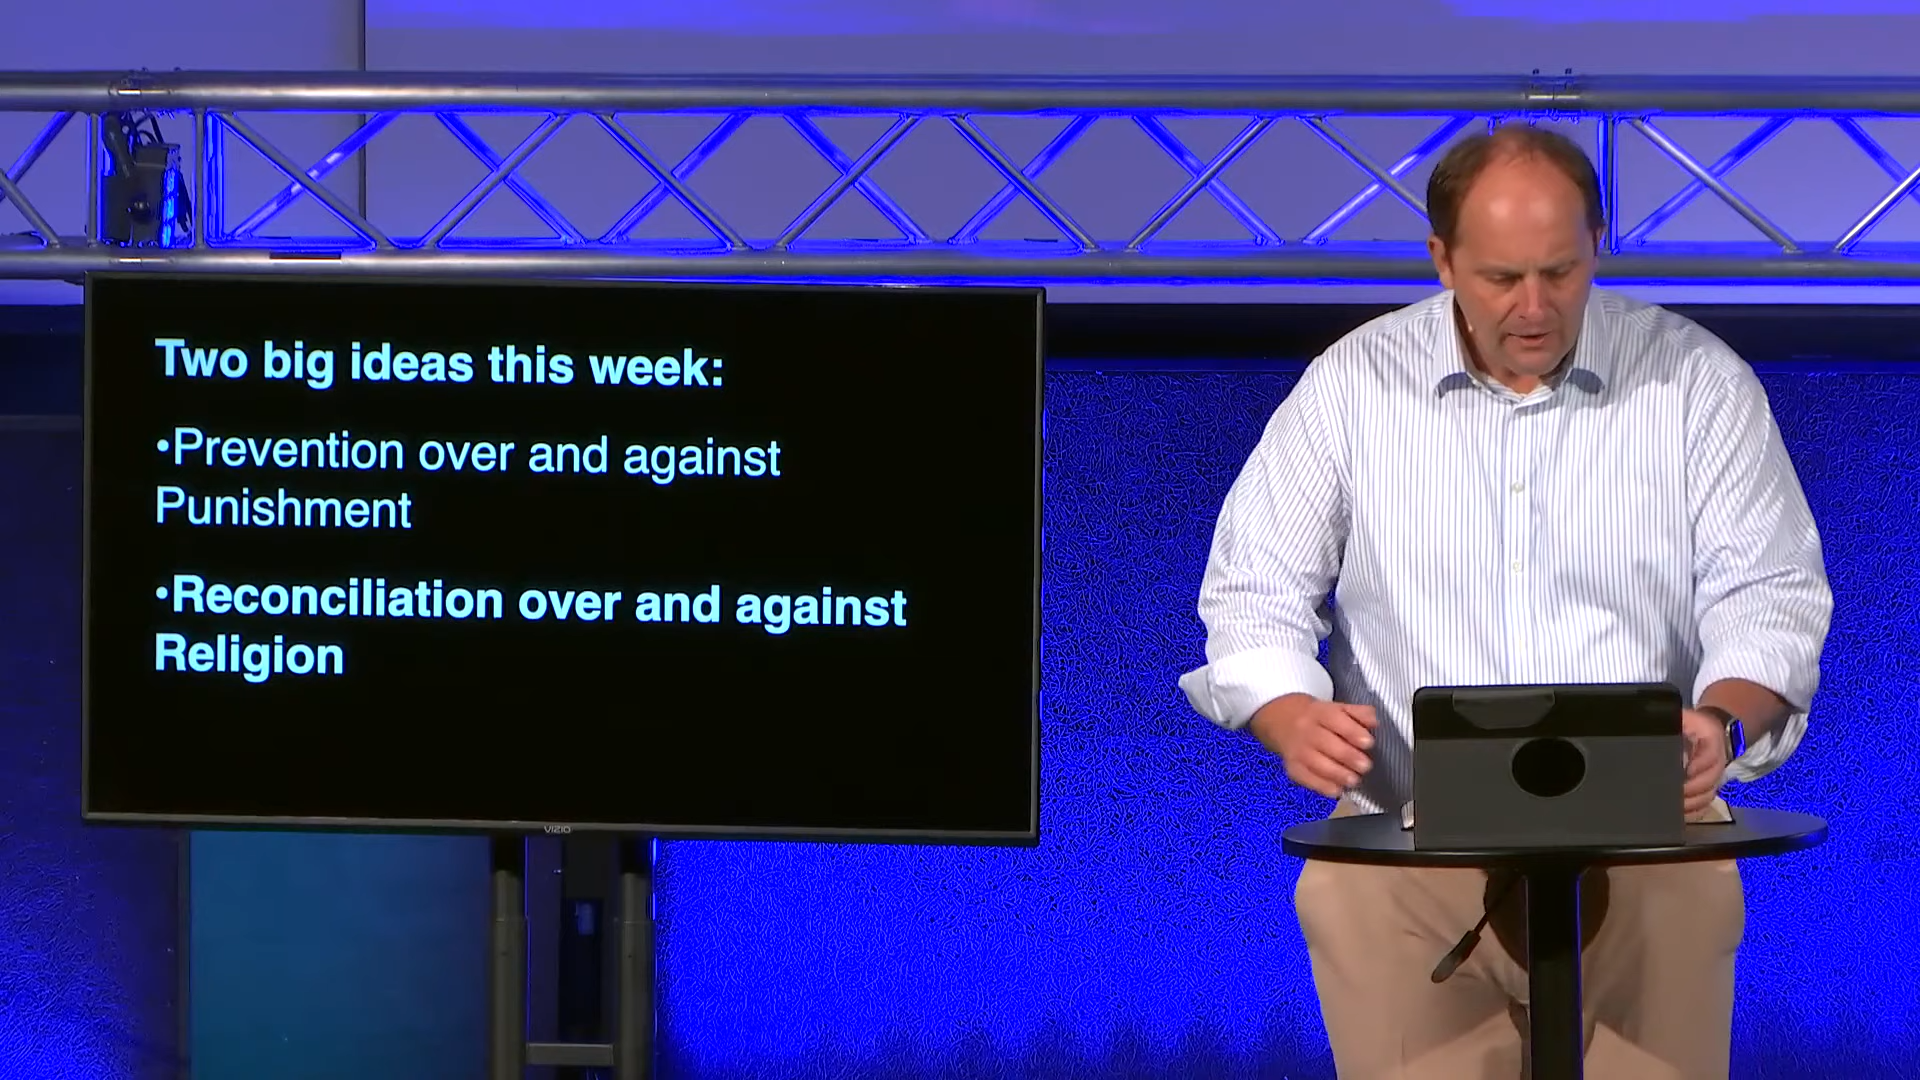 Two big ideas this week:
•Prevention over and against
Punishment
•Reconciliation over and against
Religion
VIZIO